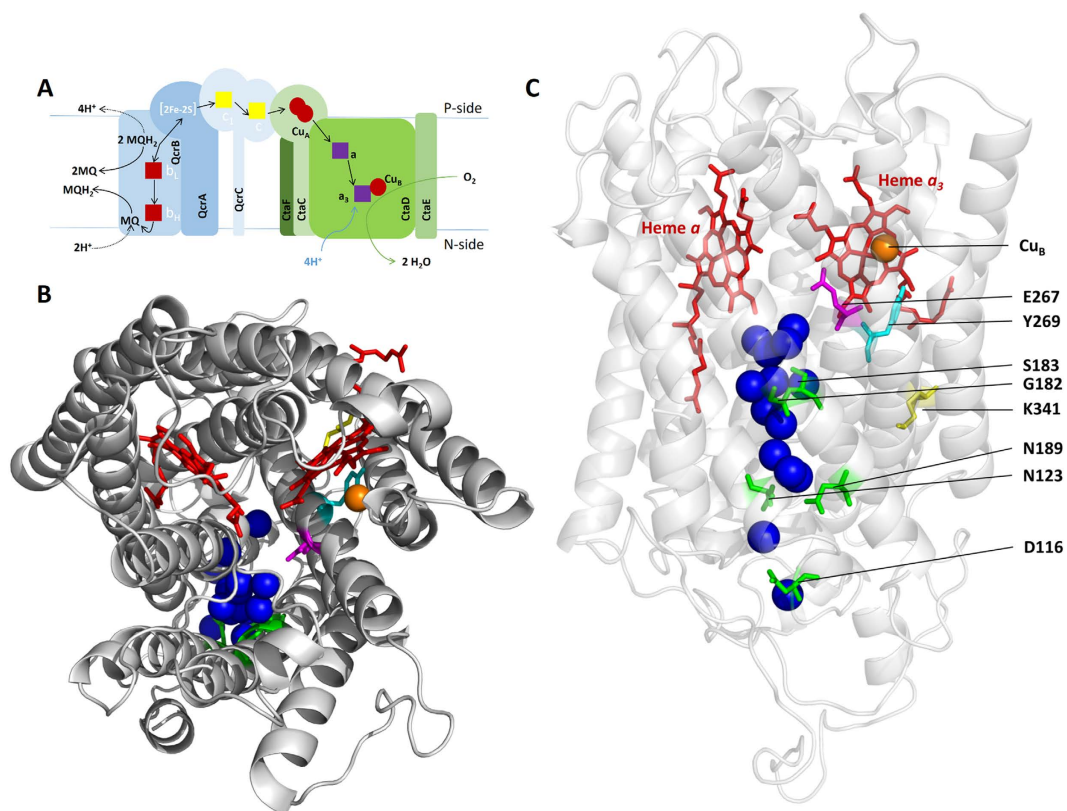 A
4H⁺
2 MQH₂
2MQ
MQH₂
MQ
2H⁺
[2Fe-2S]
QcrB
QcrA
b_L
b_H
c₁
c
QcrC
Cu_A
CtaF
CtaC
a
a₃
Cu_B
CtaD
CtaE
P-side
O₂
N-side
4H⁺
2 H₂O
B
C
Heme a
Heme a₃
Cu_B
E267
Y269
S183
G182
K341
N189
N123
D116